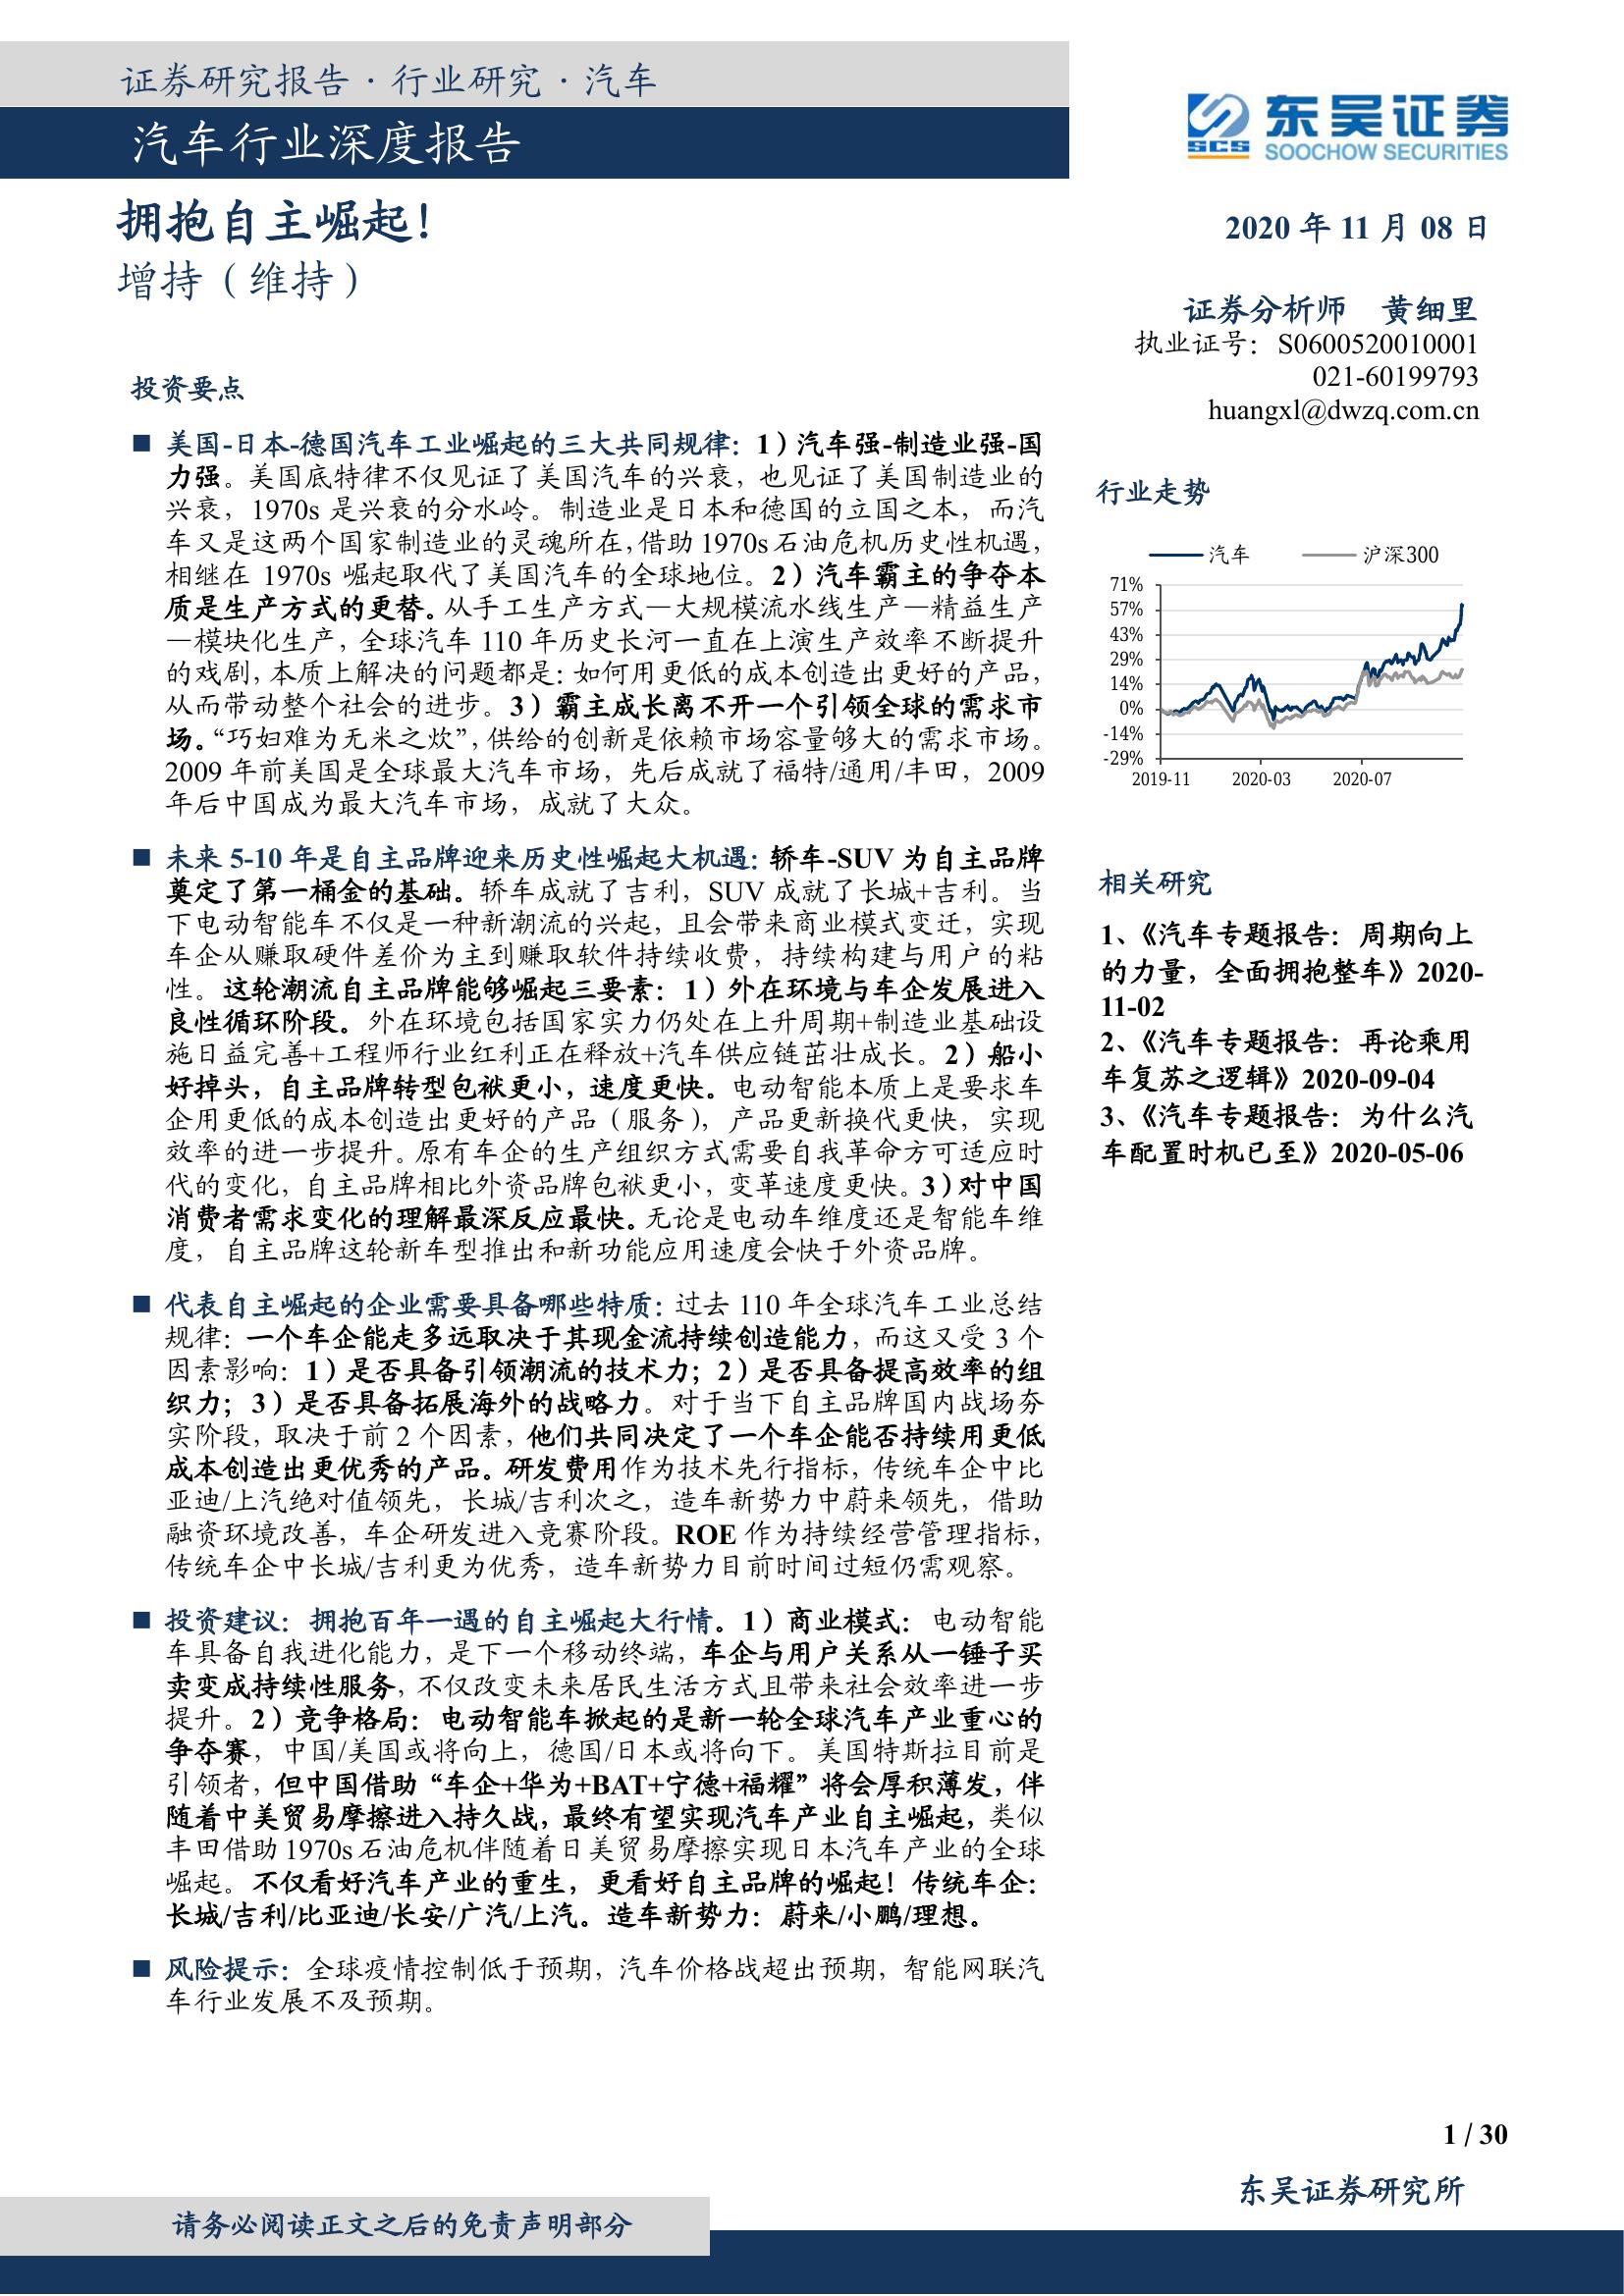 证券研究报告 · 行业研究 · 汽车
汽车行业深度报告
东吴证券
SCS
SOOCHOW SECURITIES
拥抱自主崛起！
增持（维持）
2020 年 11 月 08 日
证券分析师 黄细里
执业证号：S0600520010001
021-60199793
huangxl@dwzq.com.cn
投资要点
■ 美国-日本-德国汽车工业崛起的三大共同规律：1）汽车强-制造业强-国
力强。美国底特律不仅见证了美国汽车的兴衰，也见证了美国制造业的
兴衰，1970s 是兴衰的分水岭。制造业是日本和德国的立国之本，而汽
车又是这两个国家制造业的灵魂所在，借助 1970s 石油危机历史性机遇，
相继在 1970s 崛起取代了美国汽车的全球地位。2）汽车霸主的争夺本
质是生产方式的更替。从手工生产方式—大规模流水线生产—精益生产
—模块化生产，全球汽车 110 年历史长河一直在上演生产效率不断提升
的戏剧，本质上解决的问题都是：如何用更低的成本创造出更好的产品，
从而带动整个社会的进步。3）霸主成长离不开一个引领全球的需求市
场。“巧妇难为无米之炊”，供给的创新是依赖市场容量够大的需求市场。
2009 年前美国是全球最大汽车市场，先后成就了福特/通用/丰田，2009
年后中国成为最大汽车市场，成就了大众。
■ 未来 5-10 年是自主品牌迎来历史性崛起大机遇：轿车-SUV 为自主品牌
奠定了第一桶金的基础。轿车成就了吉利，SUV 成就了长城+吉利。当
下电动智能车不仅是一种新潮流的兴起，且会带来商业模式变迁，实现
车企从赚取硬件差价为主到赚取软件持续收费，持续构建与用户的粘
性。这轮潮流自主品牌能够崛起三要素：1）外在环境与车企发展进入
良性循环阶段。外在环境包括国家实力仍处在上升周期+制造业基础设
施日益完善+工程师行业红利正在释放+汽车供应链茁壮成长。2）船小
好掉头，自主品牌转型包袱更小，速度更快。电动智能本质上是要求车
企用更低的成本创造出更好的产品（服务），产品更新换代更快，实现
效率的进一步提升。原有车企的生产组织方式需要自我革命方可适应时
代的变化，自主品牌相比外资品牌包袱更小，变革速度更快。3）对中国
消费者需求变化的理解最深反应最快。无论是电动车维度还是智能车维
度，自主品牌这轮新车型推出和新功能应用速度会快于外资品牌。
■ 代表自主崛起的企业需要具备哪些特质：过去 110 年全球汽车工业总结
规律：一个车企能走多远取决于其现金流持续创造能力，而这又受 3 个
因素影响：1）是否具备引领潮流的技术力；2）是否具备提高效率的组
织力；3）是否具备拓展海外的战略力。对于当下自主品牌国内战场夯
实阶段，取决于前 2 个因素，他们共同决定了一个车企能否持续用更低
成本创造出更优秀的产品。研发费用作为技术先行指标，传统车企中比
亚迪/上汽绝对值领先，长城/吉利次之，造车新势力中蔚来领先，借助
融资环境改善，车企研发进入竞赛阶段。ROE 作为持续经营管理指标，
传统车企中长城/吉利更为优秀，造车新势力目前时间过短仍需观察。
■ 投资建议：拥抱百年一遇的自主崛起大行情。1）商业模式：电动智能
车具备自我进化能力，是下一个移动终端，车企与用户关系从一锤子买
卖变成持续性服务，不仅改变未来居民生活方式且带来社会效率进一步
提升。2）竞争格局：电动智能车掀起的是新一轮全球汽车产业重心的
争夺赛，中国/美国或将向上，德国/日本或将向下。美国特斯拉目前是
引领者，但中国借助“车企+华为+BAT+宁德+福耀”将会厚积薄发，伴
随着中美贸易摩擦进入持久战，最终有望实现汽车产业自主崛起，类似
丰田借助 1970s 石油危机伴随着日美贸易摩擦实现日本汽车产业的全球
崛起。不仅看好汽车产业的重生，更看好自主品牌的崛起！传统车企：
长城/吉利/比亚迪/长安/广汽/上汽。造车新势力：蔚来/小鹏/理想。
■ 风险提示：全球疫情控制低于预期，汽车价格战超出预期，智能网联汽
车行业发展不及预期。
行业走势
汽车 沪深300
71%
57%
43%
29%
14%
0%
-14%
-29%
2019-11 2020-03 2020-07
相关研究
1、《汽车专题报告：周期向上
的力量，全面拥抱整车》2020-
11-02
2、《汽车专题报告：再论乘用
车复苏之逻辑》2020-09-04
3、《汽车专题报告：为什么汽
车配置时机已至》2020-05-06
1 / 30
东吴证券研究所
请务必阅读正文之后的免责声明部分